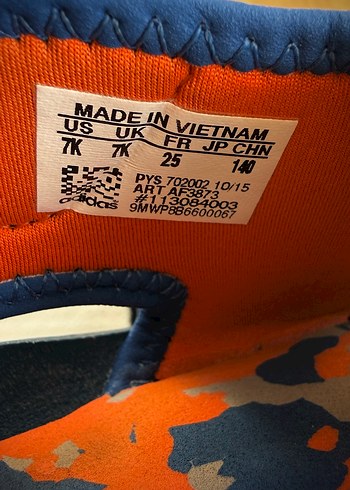 MADE IN VIETNAM
US UK FR JP CHN
7K 7K 25 140
PYS 702002 10/15
ART AF3873
#113084003
adidas 9MWP8B6600067